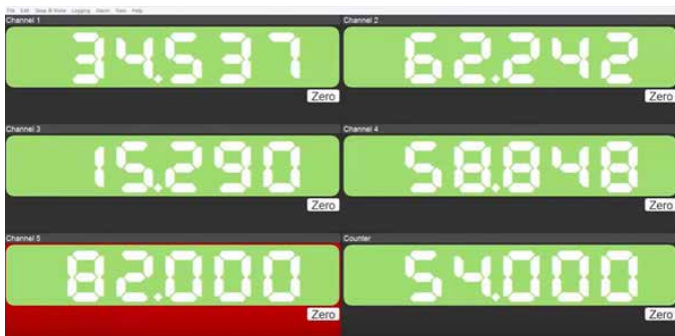 File Edit Setup & Show Logging Alarm View Help
Channel 1 Channel 2
34.537 62.242
Zero Zero
Channel 3 Channel 4
15.290 58.848
Zero Zero
Channel 5 Counter
82.000 54.000
Zero Zero